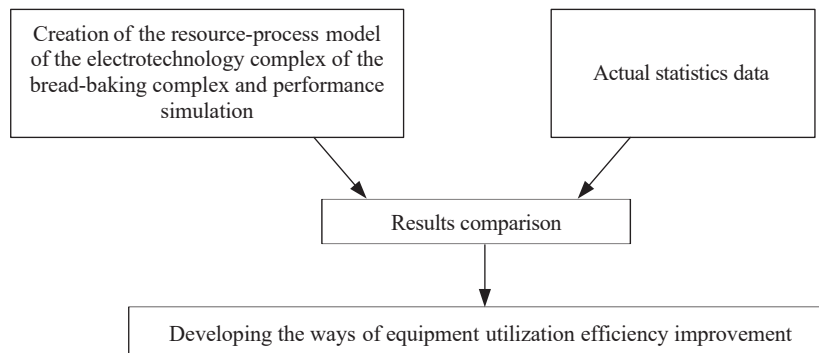 Creation of the resource-process model
of the electrotechnology complex of the
bread-baking complex and performance
simulation
Actual statistics data
Results comparison
Developing the ways of equipment utilization efficiency improvement